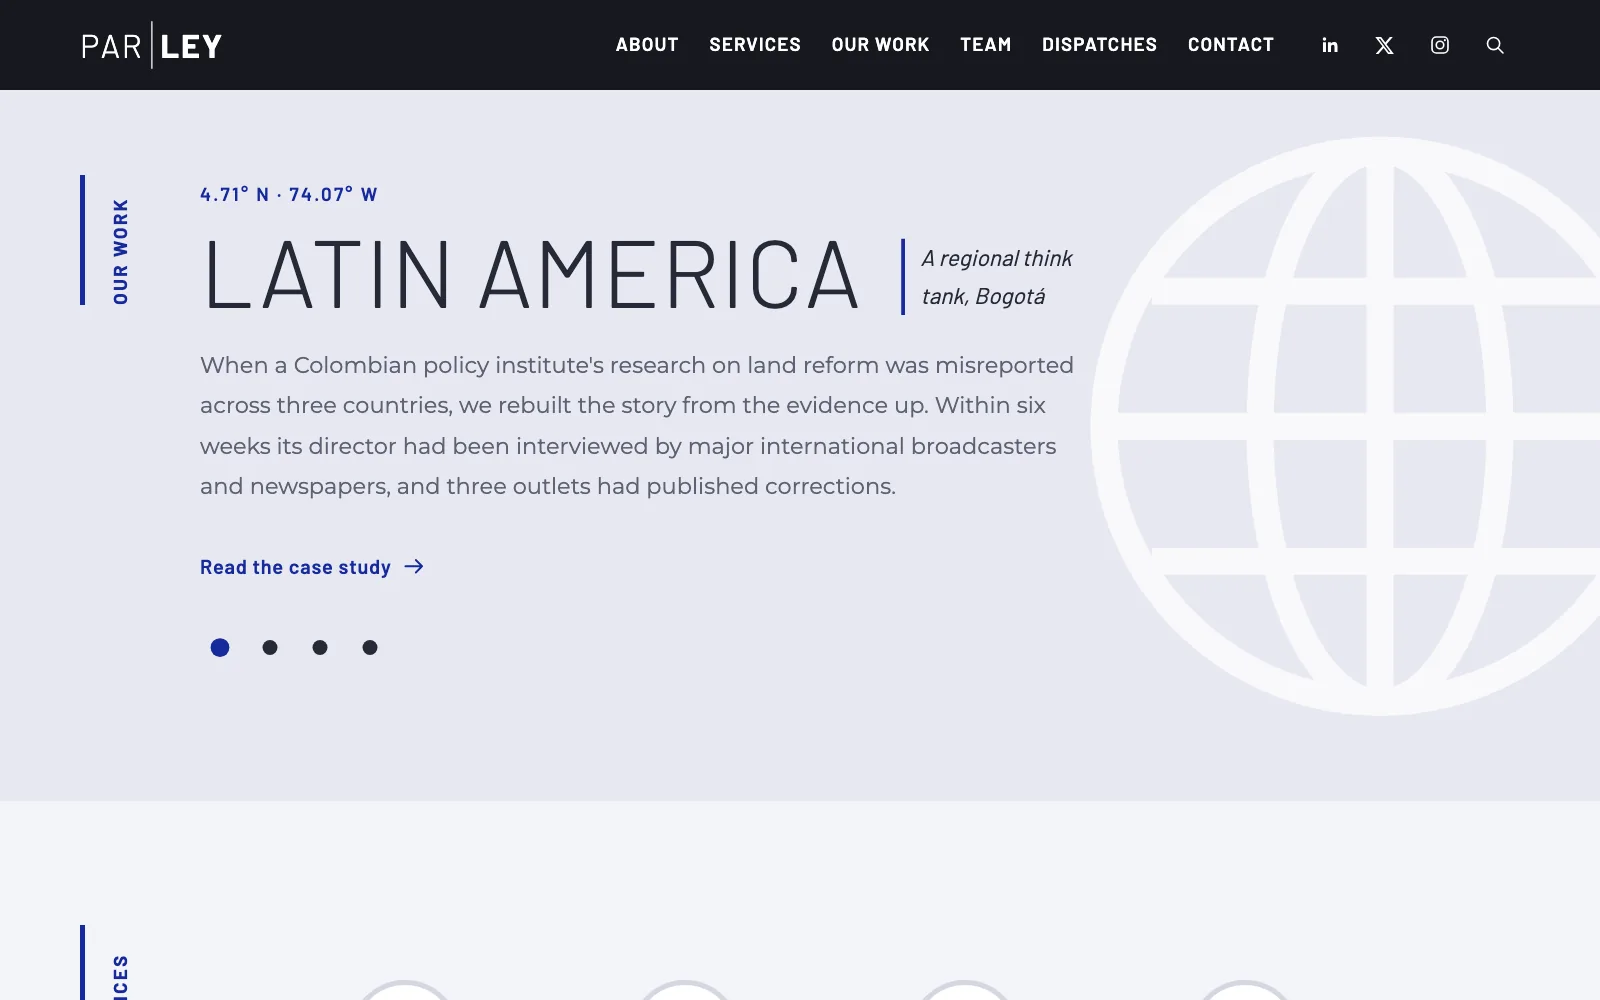 PAR|LEY
ABOUT SERVICES OUR WORK TEAM DISPATCHES CONTACT
OUR WORK
4.71° N · 74.07° W
LATIN AMERICA
A regional think
tank, Bogotá
When a Colombian policy institute's research on land reform was misreported
across three countries, we rebuilt the story from the evidence up. Within six
weeks its director had been interviewed by major international broadcasters
and newspapers, and three outlets had published corrections.
Read the case study →